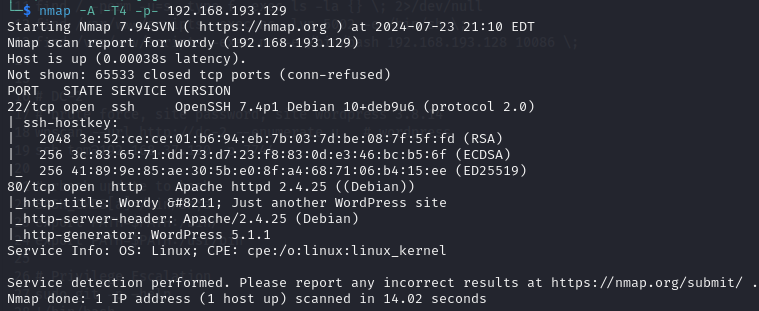 └─$ nmap -A -T4 -p- 192.168.193.129
Starting Nmap 7.94SVN ( https://nmap.org ) at 2024-07-23 21:10 EDT
Nmap scan report for wordy (192.168.193.129)
Host is up (0.00038s latency).
Not shown: 65533 closed tcp ports (conn-refused)
PORT   STATE SERVICE VERSION
22/tcp open  ssh     OpenSSH 7.4p1 Debian 10+deb9u6 (protocol 2.0)
| ssh-hostkey:
|   2048 3e:52:ce:ce:01:b6:94:eb:7b:03:7d:be:08:7f:5f:fd (RSA)
|   256 3c:83:65:71:dd:73:d7:23:f8:83:0d:e3:46:bc:b5:6f (ECDSA)
|_  256 41:89:9e:85:ae:30:5b:e0:8f:a4:68:71:06:b4:15:ee (ED25519)
80/tcp open  http    Apache httpd 2.4.25 ((Debian))
|_http-title: Wordy &#8211; Just another WordPress site
|_http-server-header: Apache/2.4.25 (Debian)
|_http-generator: WordPress 5.1.1
Service Info: OS: Linux; CPE: cpe:/o:linux:linux_kernel
Service detection performed. Please report any incorrect results at https://nmap.org/submit/ .
Nmap done: 1 IP address (1 host up) scanned in 14.02 seconds